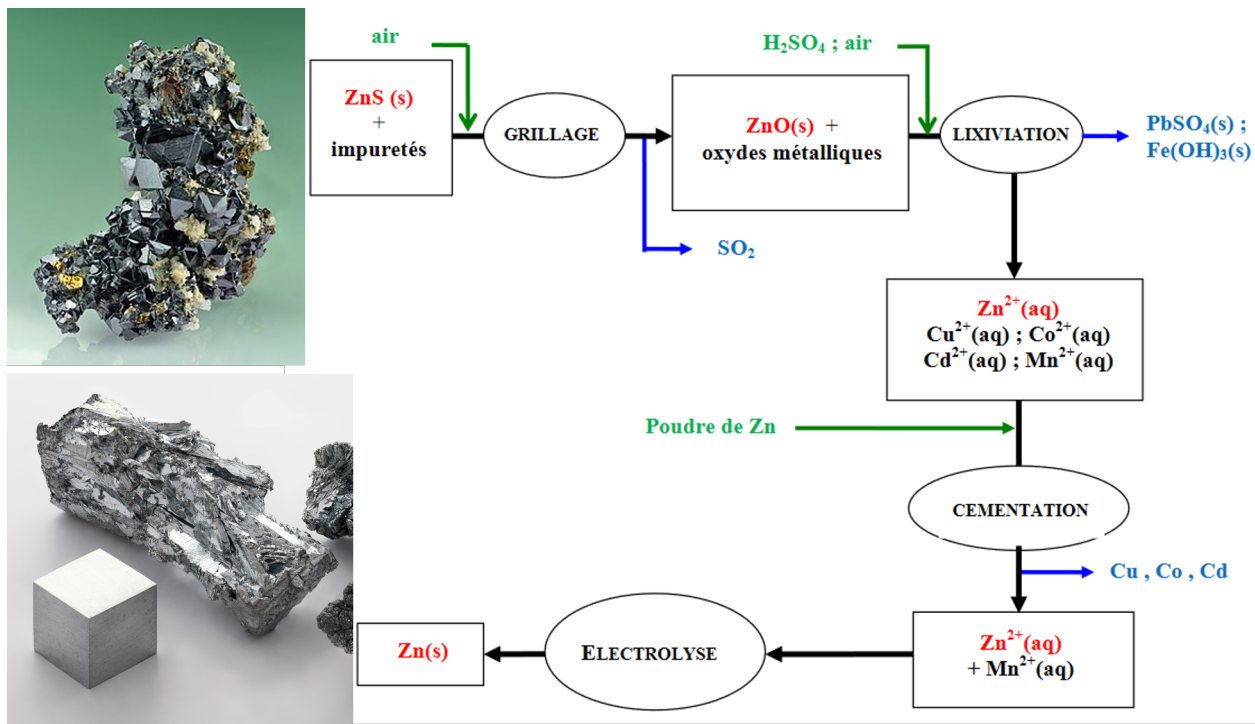 air
H₂SO₄ ; air
ZnS (s)
+
impuretés
GRILLAGE
ZnO(s) +
oxydes métalliques
LIXIVIATION
PbSO₄(s) ;
Fe(OH)₃(s)
SO₂
Zn²⁺(aq)
Cu²⁺(aq) ; Co²⁺(aq)
Cd²⁺(aq) ; Mn²⁺(aq)
Poudre de Zn
CEMENTATION
Cu , Co , Cd
Zn²⁺(aq)
+ Mn²⁺(aq)
ELECTROLYSE
Zn(s)